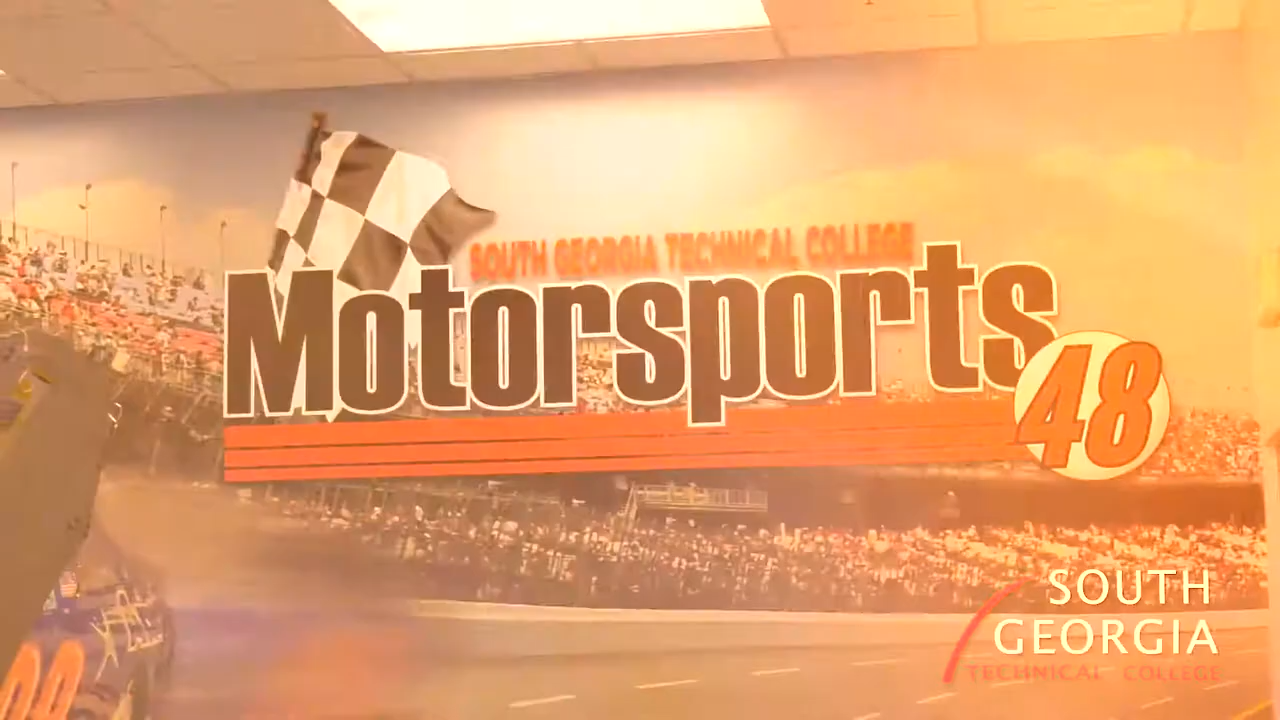 SOUTH GEORGIA TECHNICAL COLLEGE
Motorsports
48
SOUTH
GEORGIA
TECHNICAL COLLEGE